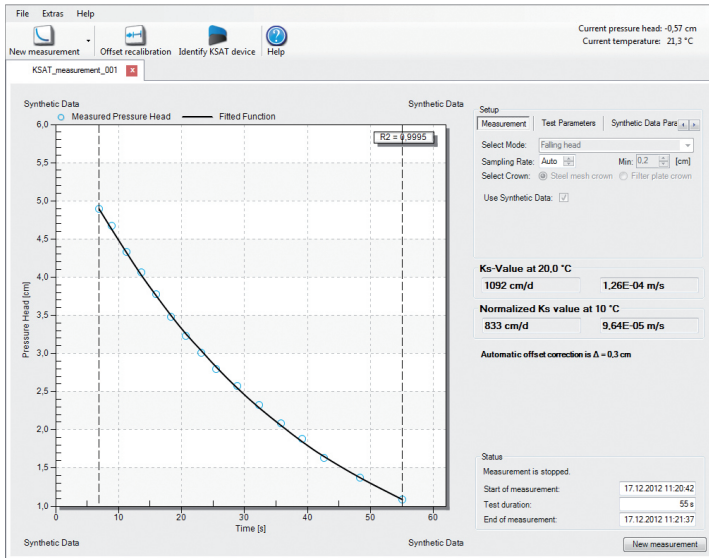 File Extras Help
New measurement Offset recalibration Identify KSAT device Help
Current pressure head: -0,57 cm
Current temperature: 21,3 °C
KSAT_measurement_001 x
Synthetic Data Synthetic Data
Measured Pressure Head Fitted Function
R2 = 0,9995
6,0
5,5
5,0
4,5
4,0
3,5
3,0
2,5
2,0
1,5
1,0
Pressure Head [cm]
0 10 20 30 40 50 60
Time [s]
Synthetic Data Synthetic Data
Setup
Measurement Test Parameters Synthetic Data Para
Select Mode: Falling head
Sampling Rate: Auto Min: 0.2 [cm]
Select Crown: Steel mesh crown Filter plate crown
Use Synthetic Data:
Ks-Value at 20,0 °C
1092 cm/d 1,26E-04 m/s
Normalized Ks value at 10 °C
833 cm/d 9,64E-05 m/s
Automatic offset correction is Δ = 0,3 cm
Status
Measurement is stopped.
Start of measurement: 17.12.2012 11:20:42
Test duration: 55 s
End of measurement: 17.12.2012 11:21:37
New measurement